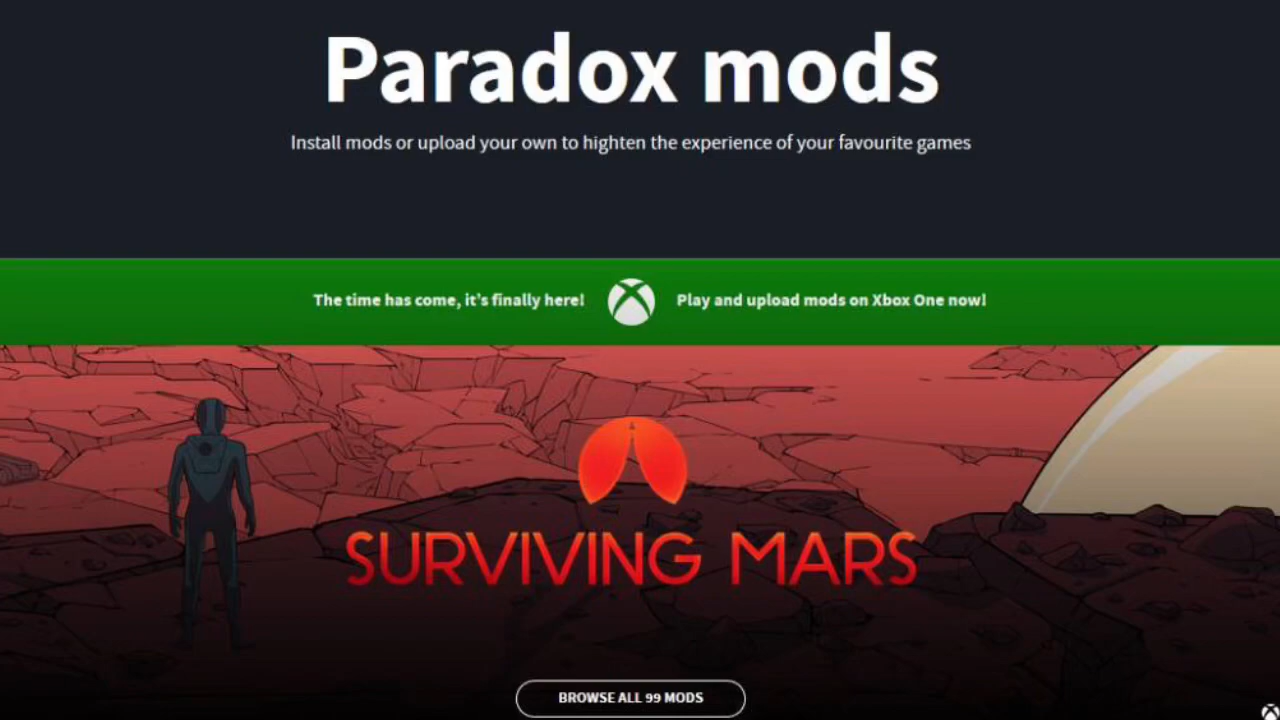 Paradox mods
Install mods or upload your own to highten the experience of your favourite games
The time has come, it's finally here! Play and upload mods on Xbox One now!
SURVIVING MARS
BROWSE ALL 99 MODS